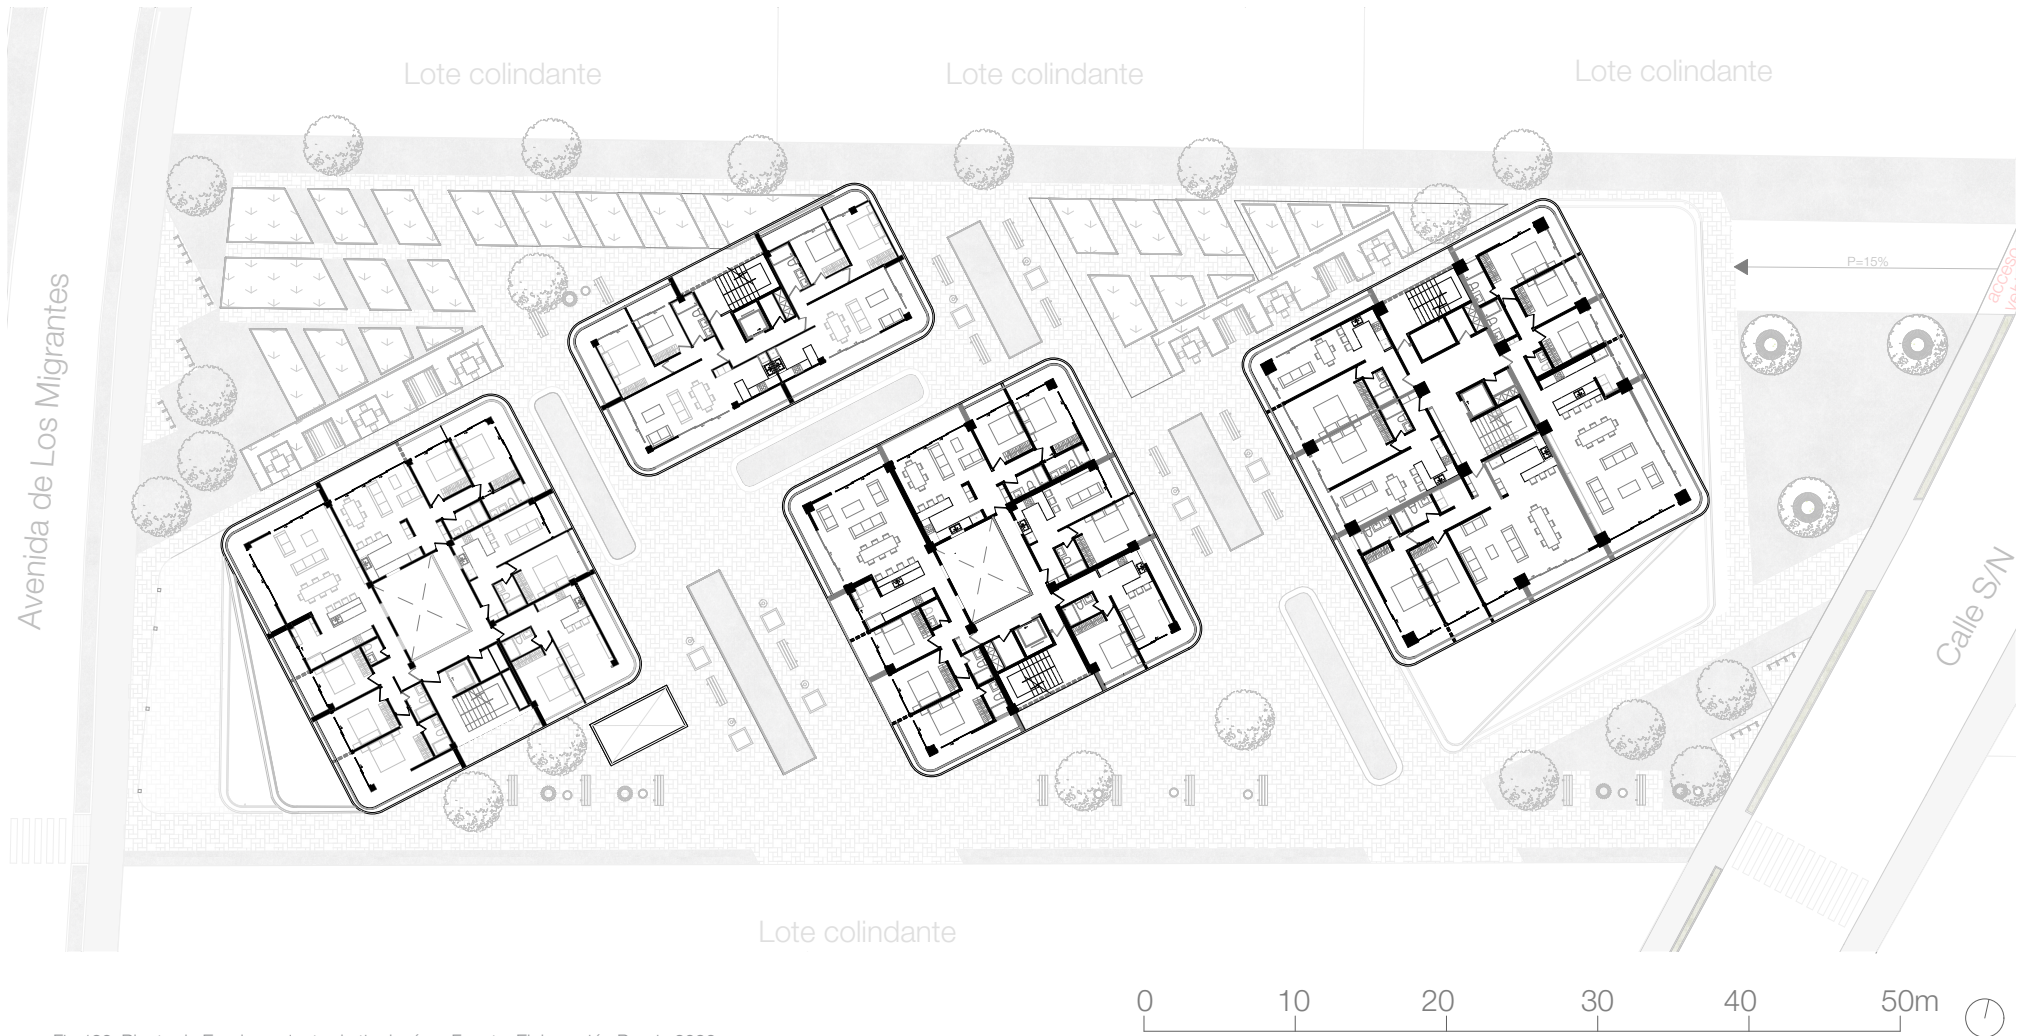 Lote colindante
Lote colindante
Lote colindante
P=15%
acceso
Avenida de Los Migrantes
Calle S/N
Lote colindante
0 10 20 30 40 50m